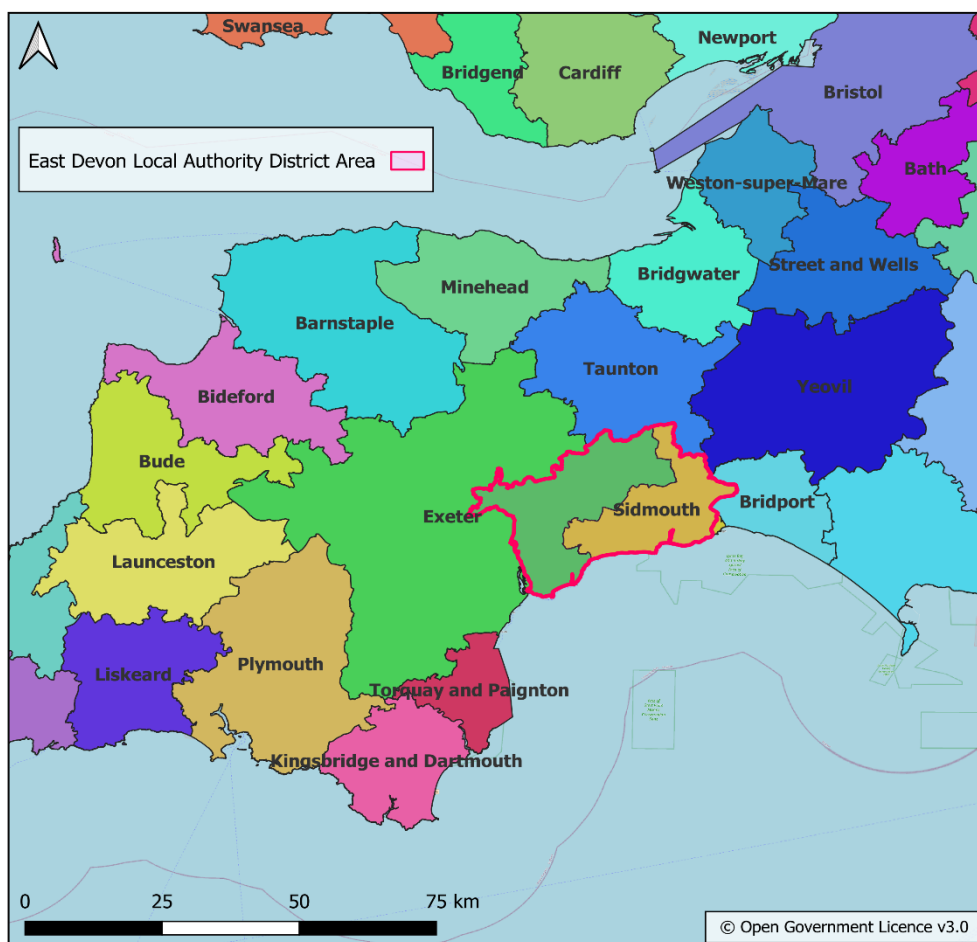 Swansea
Newport
Bridgend
Cardiff
Bristol
East Devon Local Authority District Area
Bath
Weston-super-Mare
Bridgwater
Street and Wells
Minehead
Barnstaple
Taunton
Yeovil
Bideford
Bude
Exeter
Sidmouth
Bridport
Launceston
Plymouth
Liskeard
Torquay and Paignton
Kingsbridge and Dartmouth
0 25 50 75 km
© Open Government Licence v3.0